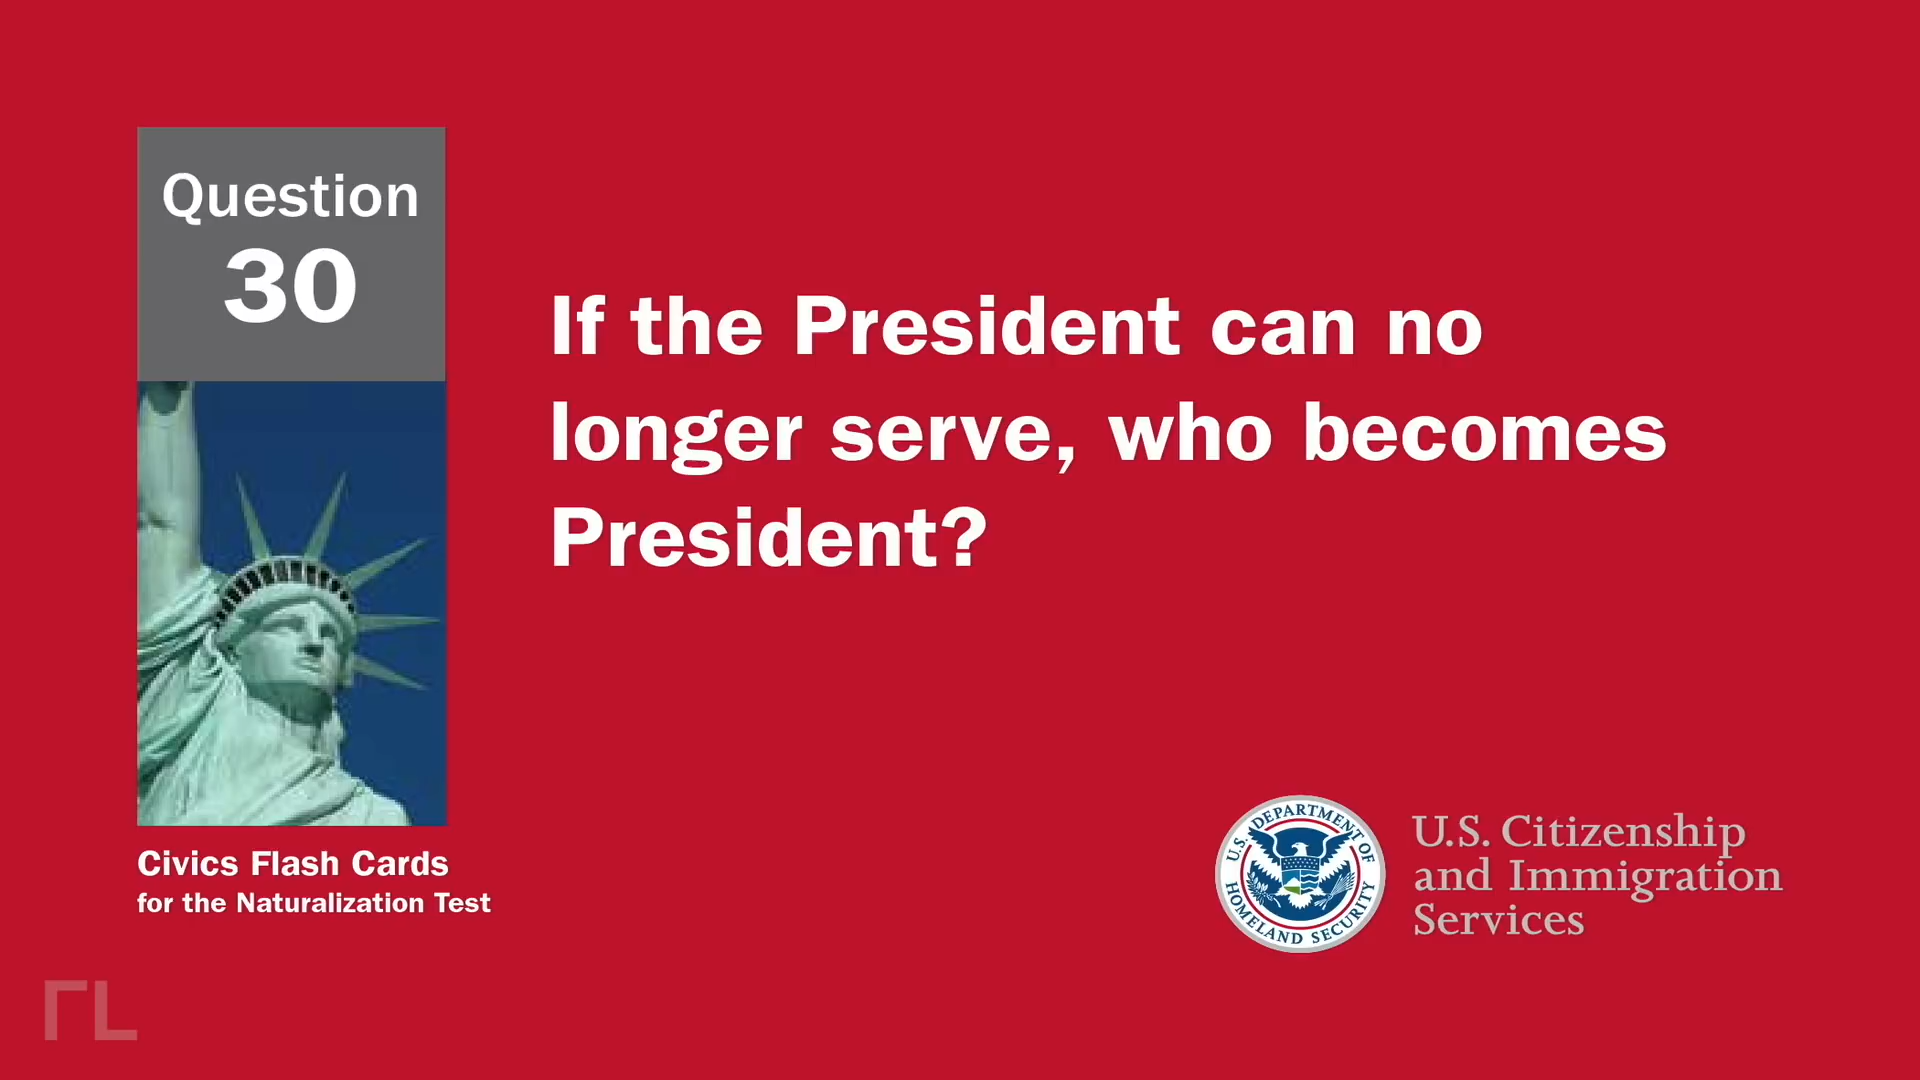 Question
30
If the President can no
longer serve, who becomes
President?
Civics Flash Cards
for the Naturalization Test
U.S. DEPARTMENT OF
HOMELAND SECURITY
U.S. Citizenship
and Immigration
Services